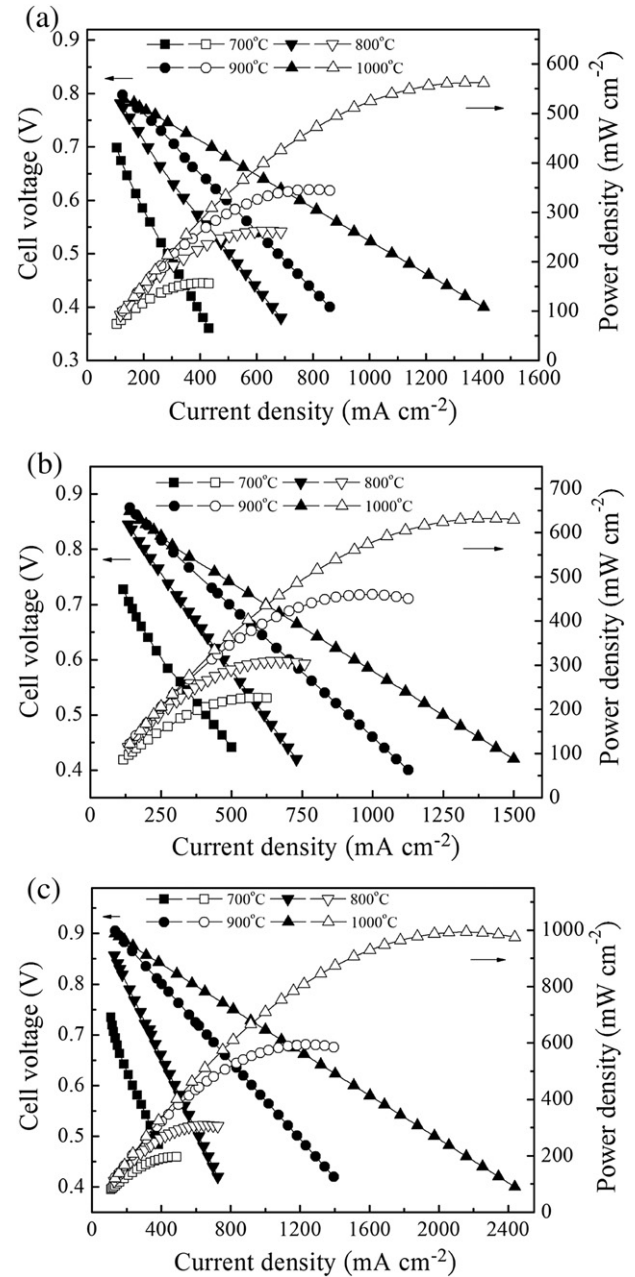 (a)
700°C 800°C
900°C 1000°C
0.9
0.8
0.7
0.6
0.5
0.4
0.3
Cell voltage (V)
600
500
400
300
200
100
0
Power density (mW cm-2)
0 200 400 600 800 1000 1200 1400 1600
Current density (mA cm-2)
(b)
700°C 800°C
900°C 1000°C
0.9
0.8
0.7
0.6
0.5
0.4
Cell voltage (V)
700
600
500
400
300
200
100
0
Power density (mW cm-2)
0 250 500 750 1000 1250 1500
Current density (mA cm-2)
(c)
700°C 800°C
900°C 1000°C
0.9
0.8
0.7
0.6
0.5
0.4
Cell voltage (V)
1000
800
600
400
200
0
Power density (mW cm-2)
0 400 800 1200 1600 2000 2400
Current density (mA cm-2)